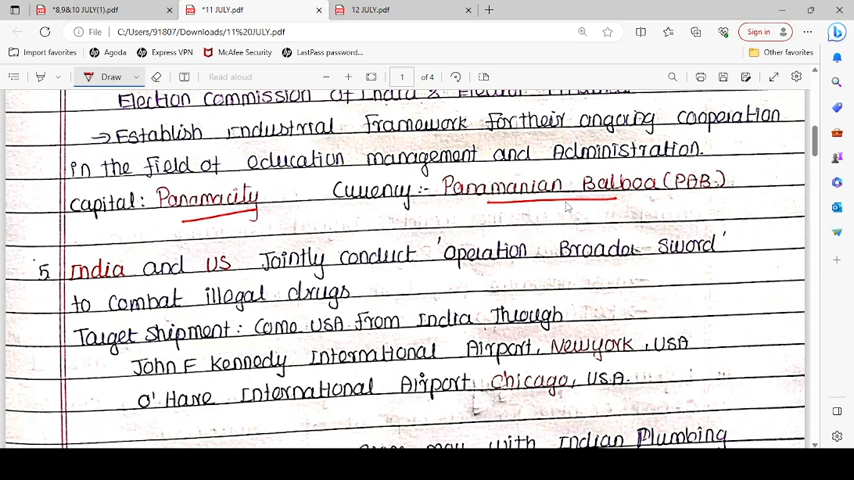 *8,9&10 JULY(1).pdf
*11 JULY.pdf
12 JULY.pdf
File
C:/Users/91807/Downloads/11%20JULY.pdf
Sign in
Import favorites
Agoda
Express VPN
McAfee Security
LastPass password...
Other favorites
Draw
Read aloud
1
of 4
Election commission of India &
→ Establish industrial framework for their ongoing cooperation
in the field of education management and Administration.
capital: Panamacity
Currency:- Panamanian Balboa (PAB.)
5. India and US Jointly conduct 'Operation Broader Sword'
to combat illegal drugs
Target shipment: Come USA from India Through
John F Kennedy International Airport, Newyork, USA
O' Hare International Airport Chicago, USA.
with Indian Plumbing